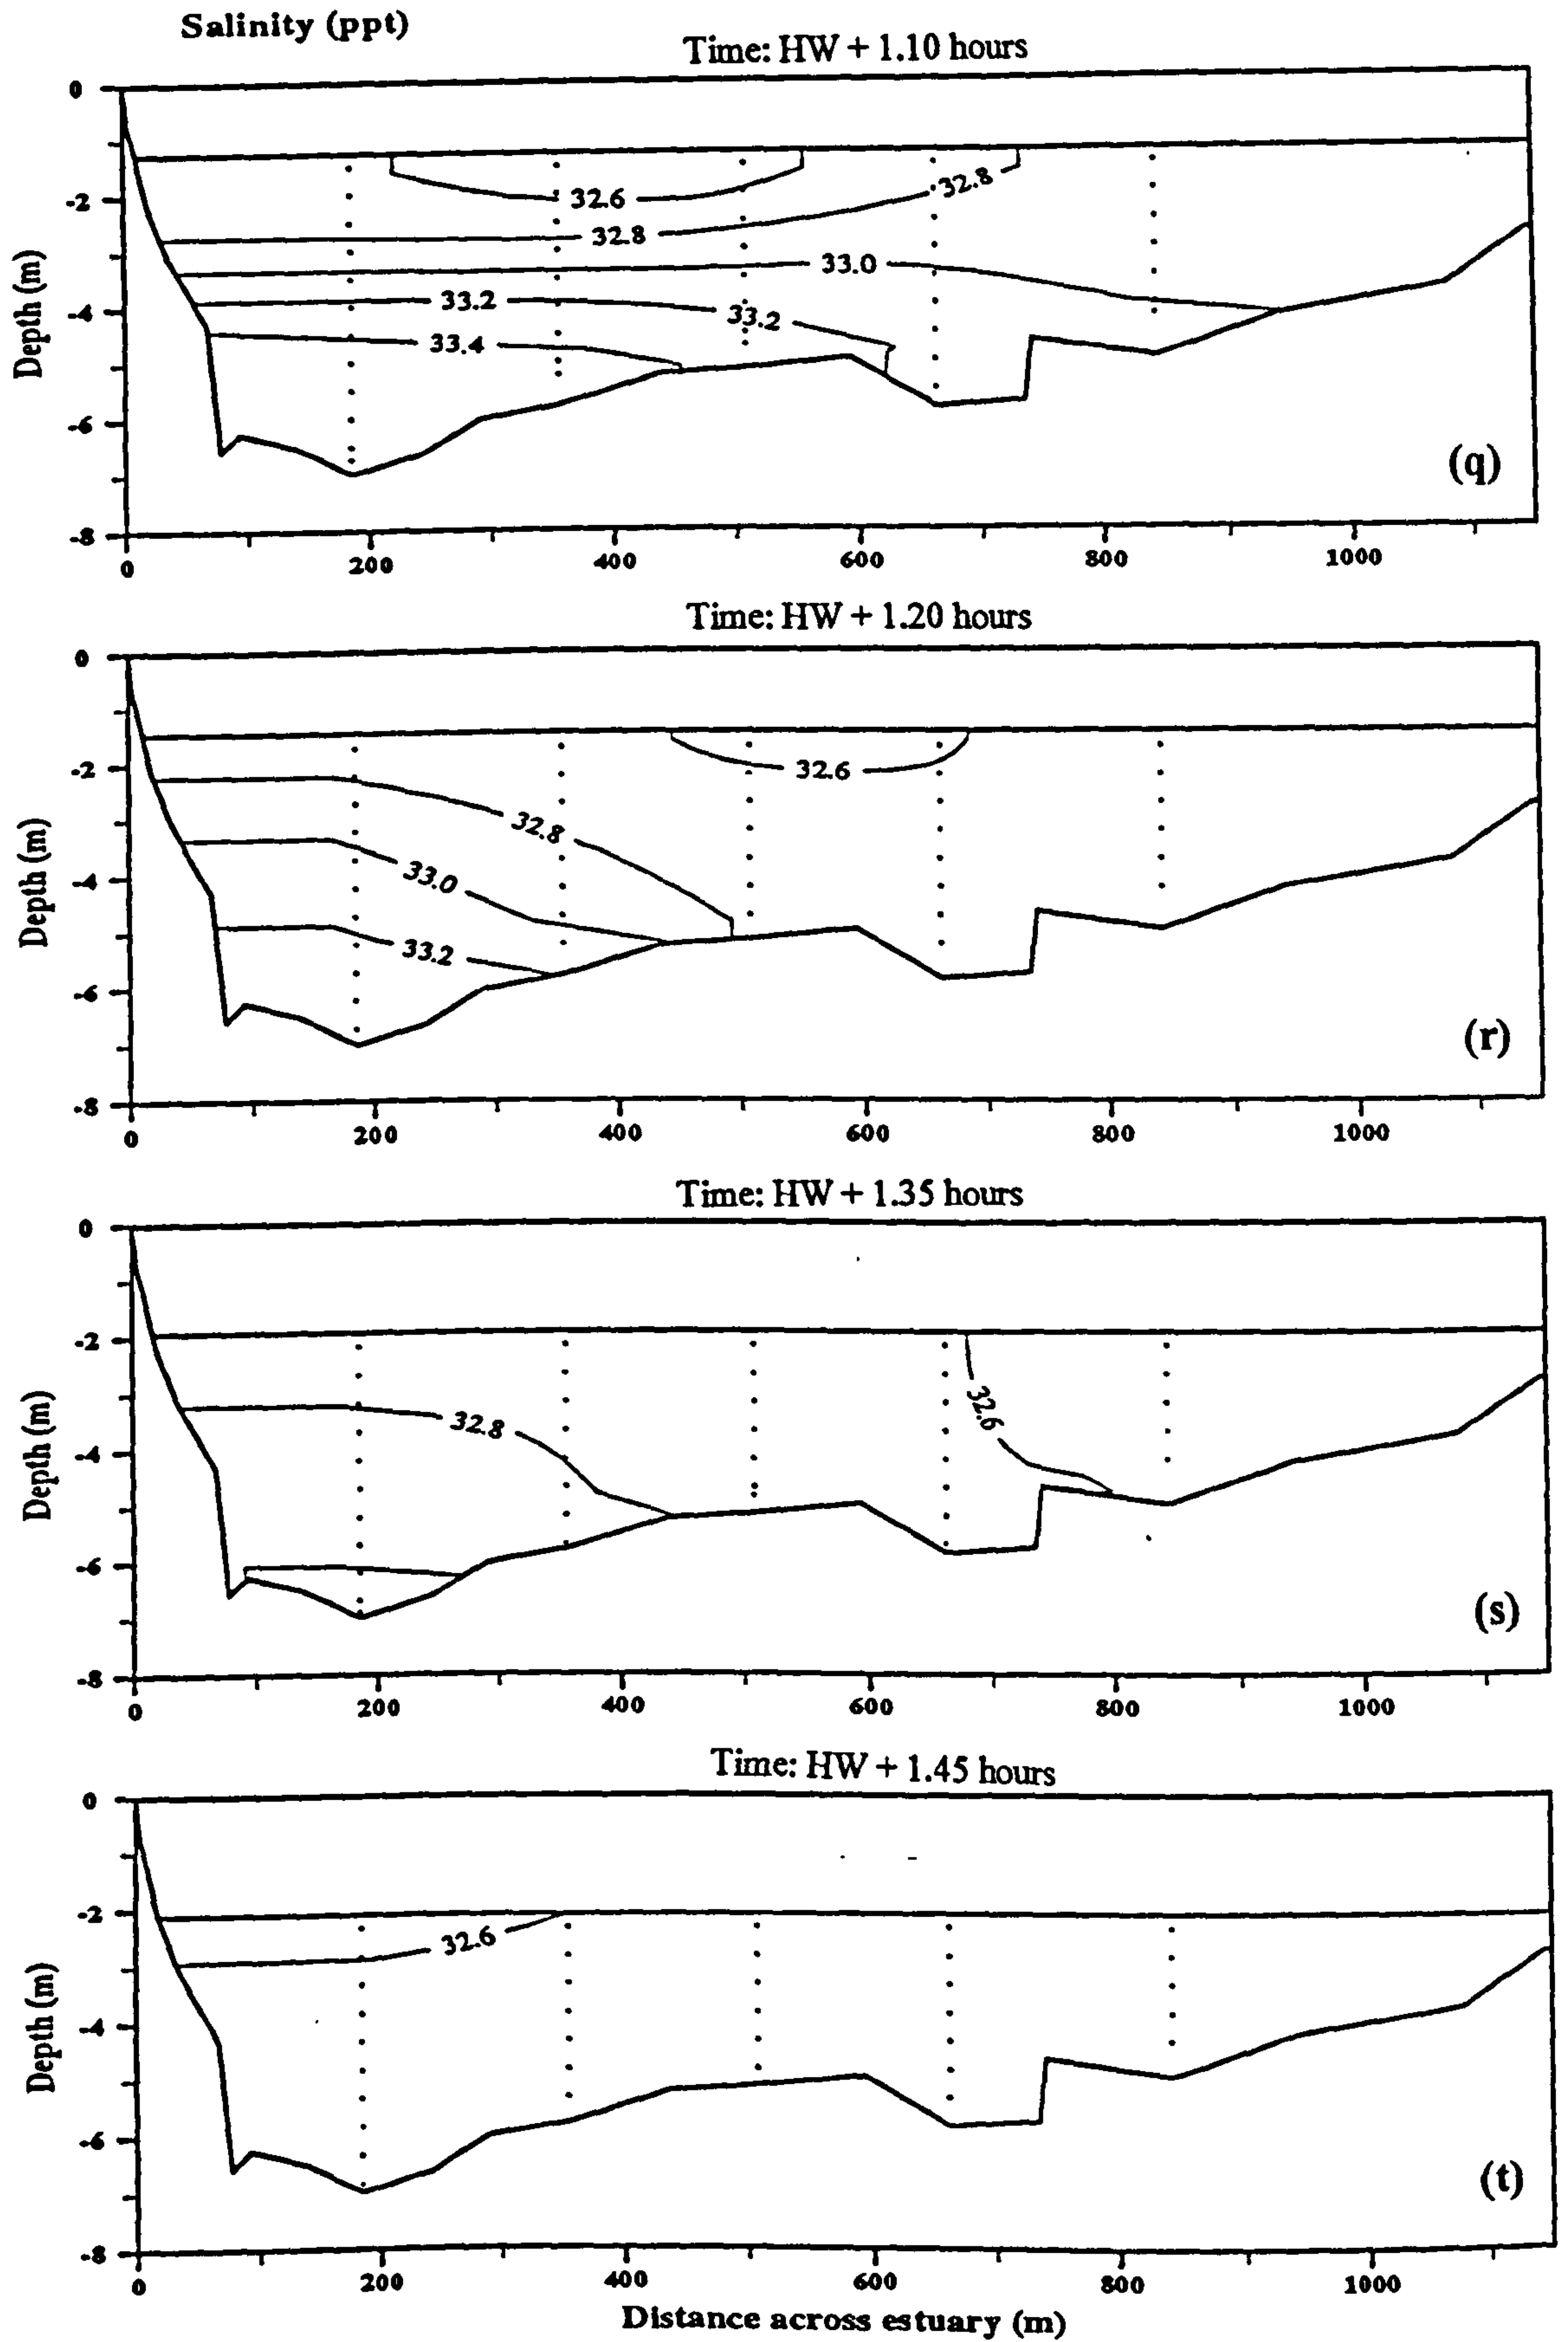 Salinity (ppt)
Time: HW + 1.10 hours
0
-2
-4
-6
-8
Depth (m)
32.6
32.8
32.8
33.0
33.2
33.2
33.4
(q)
0 200 400 600 800 1000
Time: HW + 1.20 hours
0
-2
-4
-6
-8
Depth (m)
32.6
32.8
33.0
33.2
(r)
0 200 400 600 800 1000
Time: HW + 1.35 hours
0
-2
-4
-6
-8
Depth (m)
32.8
32.6
(s)
0 200 400 600 800 1000
Time: HW + 1.45 hours
0
-2
-4
-6
-8
Depth (m)
32.6
(t)
0 200 400 600 800 1000
Distance across estuary (m)